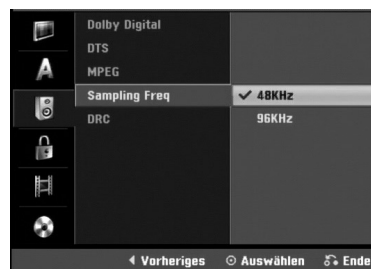 Dolby Digital
DTS
MPEG
Sampling Freq ✓ 48KHz
DRC 96KHz
A
Vorheriges Auswählen Ende